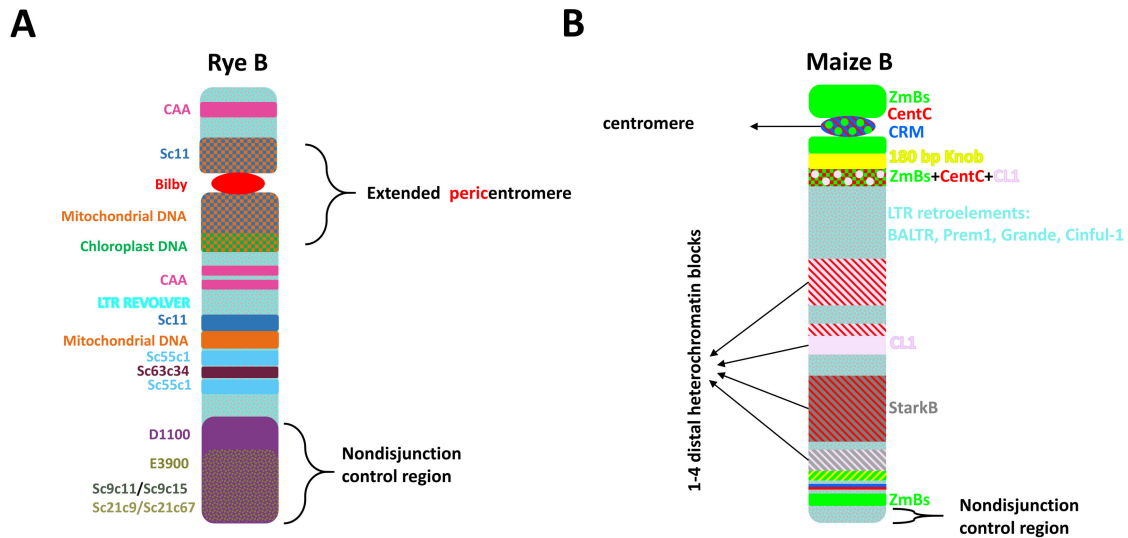 A
Rye B
CAA
Sc11
Bilby
Mitochondrial DNA
Chloroplast DNA
CAA
LTR REVOLVER
Sc11
Mitochondrial DNA
Sc55c1
Sc63c34
Sc55c1
D1100
E3900
Sc9c11/Sc9c15
Sc21c9/Sc21c67
Extended pericentromere
Nondisjunction
control region
B
Maize B
centromere
ZmBs
CentC
CRM
180 bp Knob
ZmBs+CentC+CL1
LTR retroelements:
BALTR, Prem1, Grande, Cinful-1
1-4 distal heterochromatin blocks
CL1
StarkB
ZmBs
Nondisjunction
control region